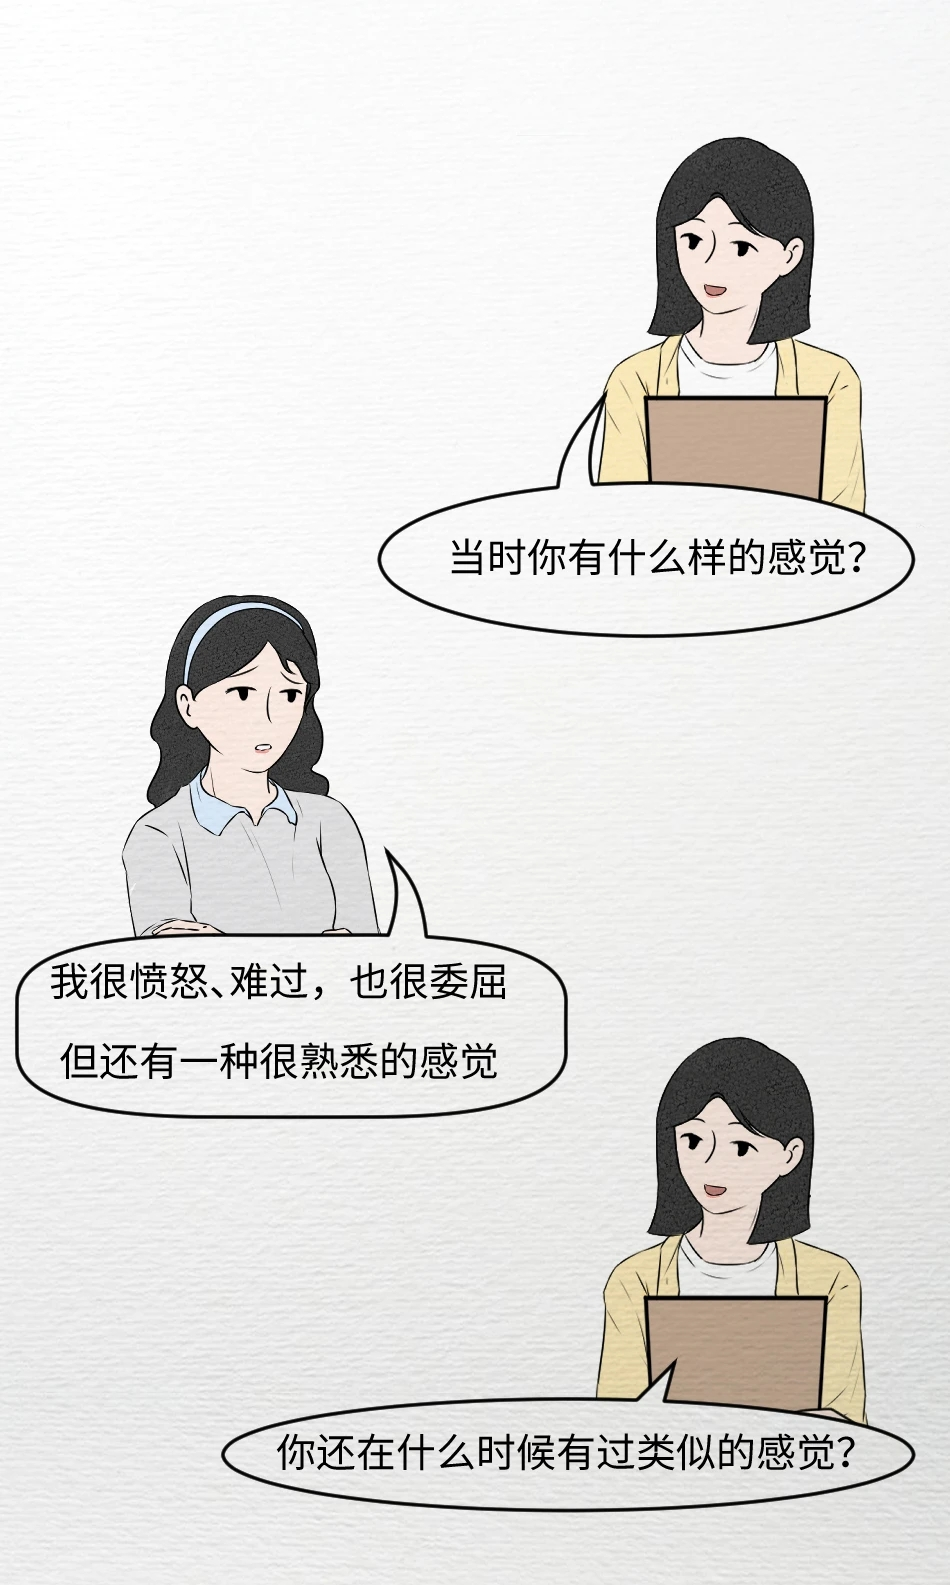 当时你有什么样的感觉？
我很愤怒、难过，也很委屈
但还有一种很熟悉的感觉
你还在什么时候有过类似的感觉？